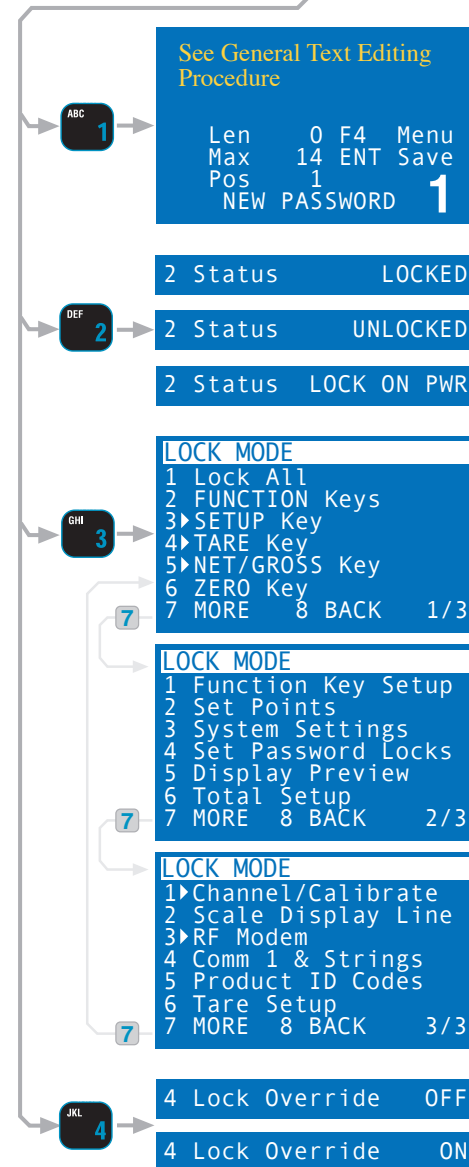 See General Text Editing
Procedure
ABC
1
Len 0 F4 Menu
Max 14 ENT Save
Pos 1
NEW PASSWORD 1
2 Status LOCKED
DEF
2
2 Status UNLOCKED
2 Status LOCK ON PWR
LOCK MODE
1 Lock All
2 FUNCTION Keys
GHI
3
3▸SETUP Key
4▸TARE Key
5▸NET/GROSS Key
6 ZERO Key
7 MORE 8 BACK 1/3
7
LOCK MODE
1 Function Key Setup
2 Set Points
3 System Settings
4 Set Password Locks
5 Display Preview
6 Total Setup
7 MORE 8 BACK 2/3
7
LOCK MODE
1▸Channel/Calibrate
2 Scale Display Line
3▸RF Modem
4 Comm 1 & Strings
5 Product ID Codes
6 Tare Setup
7 MORE 8 BACK 3/3
7
4 Lock Override OFF
JKL
4
4 Lock Override ON